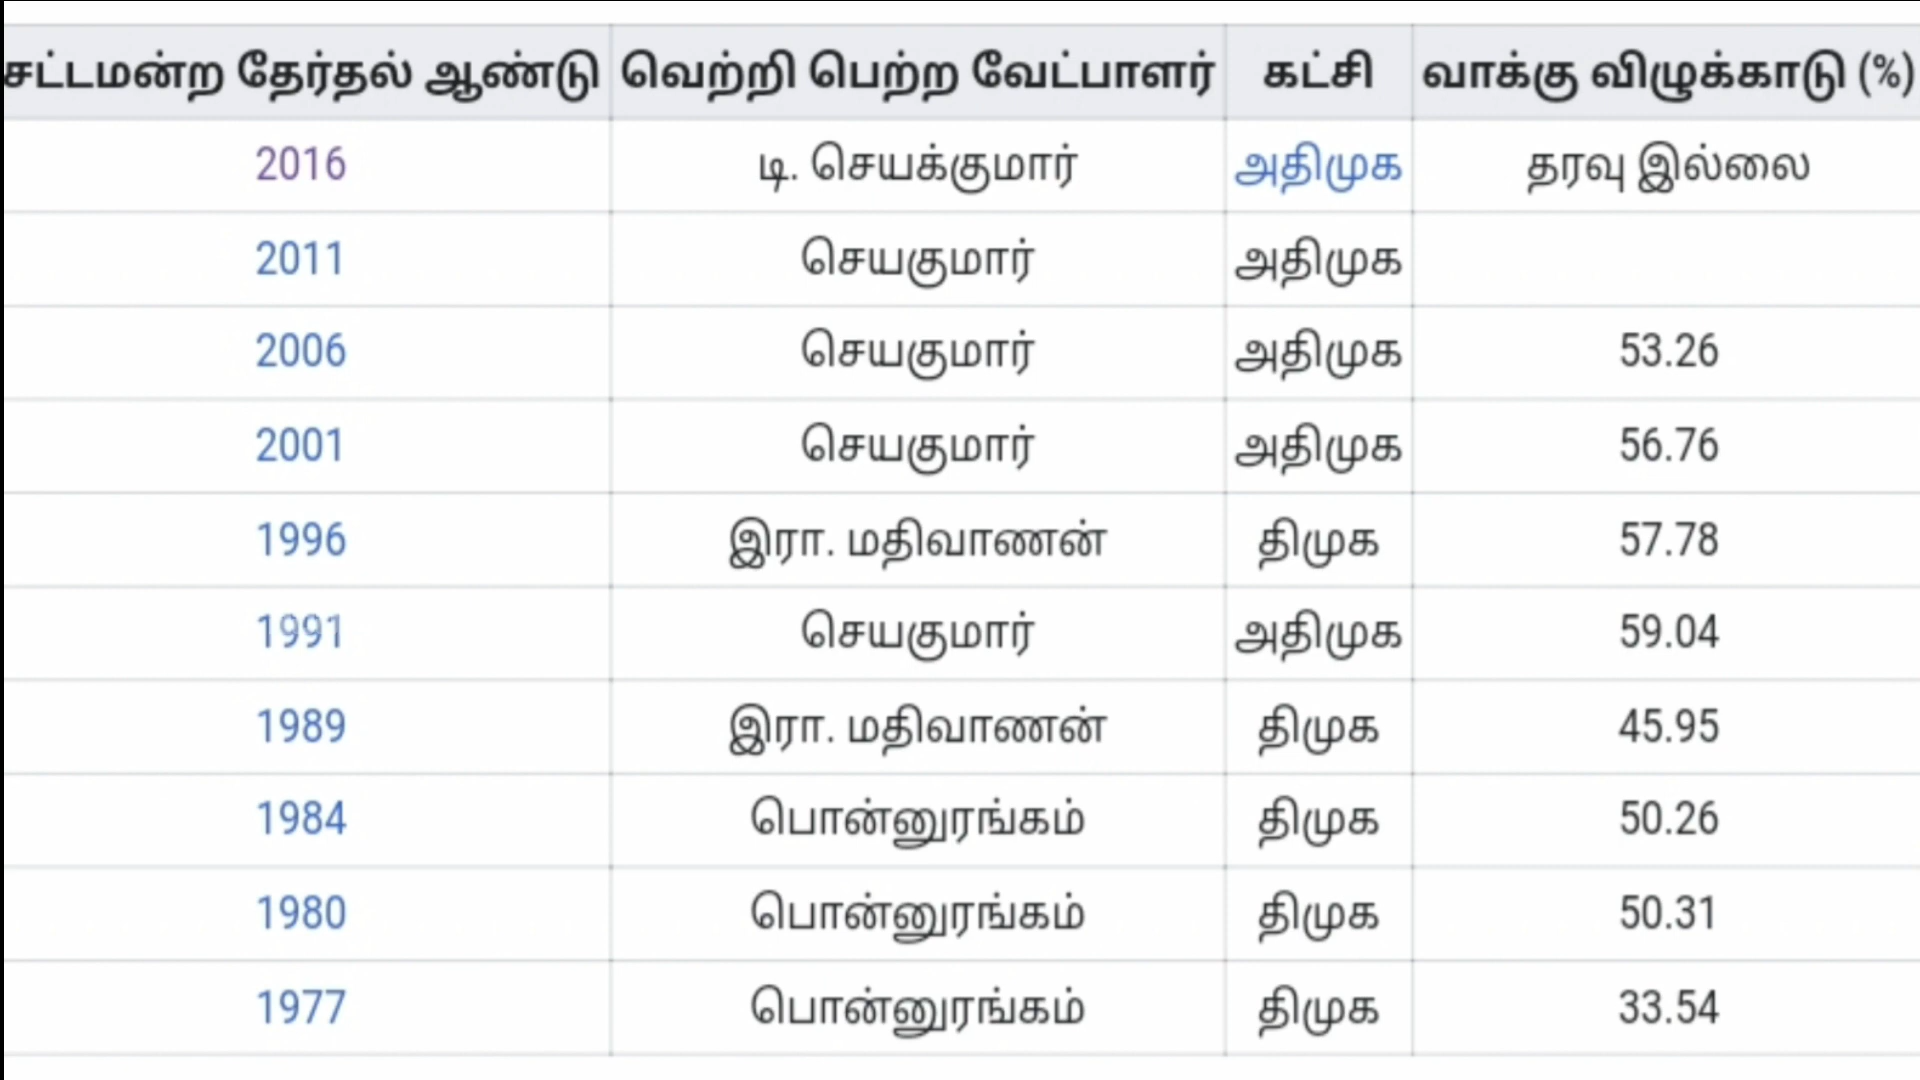 சட்டமன்ற தேர்தல் ஆண்டு வெற்றி பெற்ற வேட்பாளர் கட்சி வாக்கு விழுக்காடு (%)
2016 டி. செயக்குமார் அதிமுக தரவு இல்லை
2011 செயகுமார் அதிமுக
2006 செயகுமார் அதிமுக 53.26
2001 செயகுமார் அதிமுக 56.76
1996 இரா. மதிவாணன் திமுக 57.78
1991 செயகுமார் அதிமுக 59.04
1989 இரா. மதிவாணன் திமுக 45.95
1984 பொன்னுரங்கம் திமுக 50.26
1980 பொன்னுரங்கம் திமுக 50.31
1977 பொன்னுரங்கம் திமுக 33.54